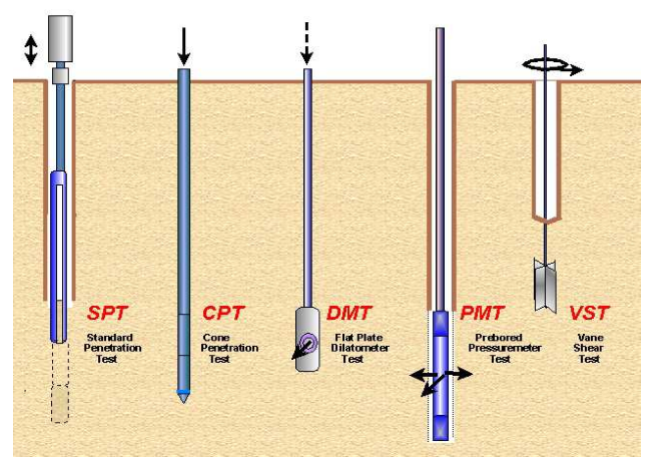 SPT
Standard
Penetration
Test
CPT
Cone
Penetration
Test
DMT
Flat Plate
Dilatometer
Test
PMT
Prebored
Pressuremeter
Test
VST
Vane
Shear
Test